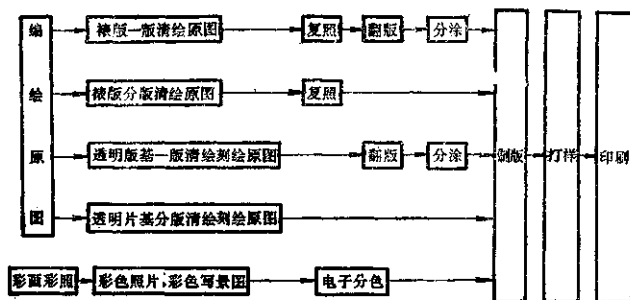 编绘原图
裱版一版清绘原图 复照 翻版 分涂
裱版分版清绘原图 复照
透明版基一版清绘刻绘原图 翻版 分涂
透明片基分版清绘刻绘原图
彩画彩照 彩色照片,彩色写景图 电子分色
制版 打样 印刷